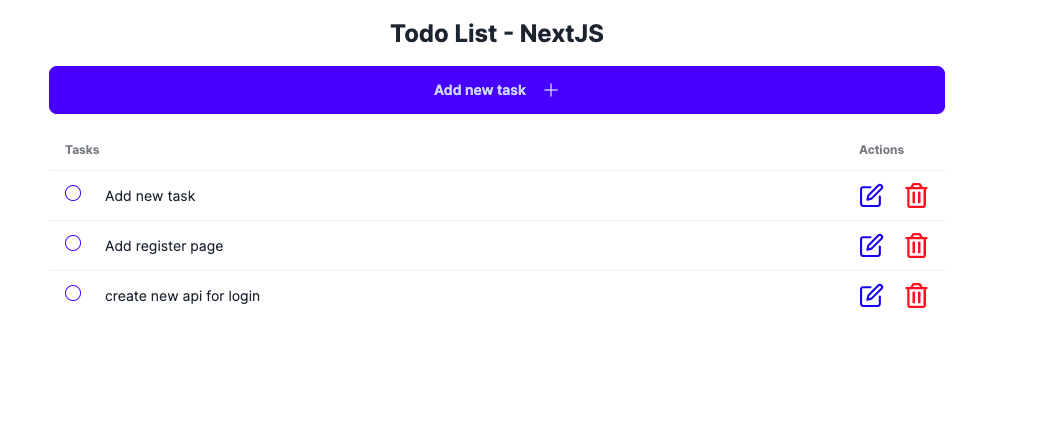 Todo List - NextJS
Add new task
Tasks Actions
Add new task
Add register page
create new api for login